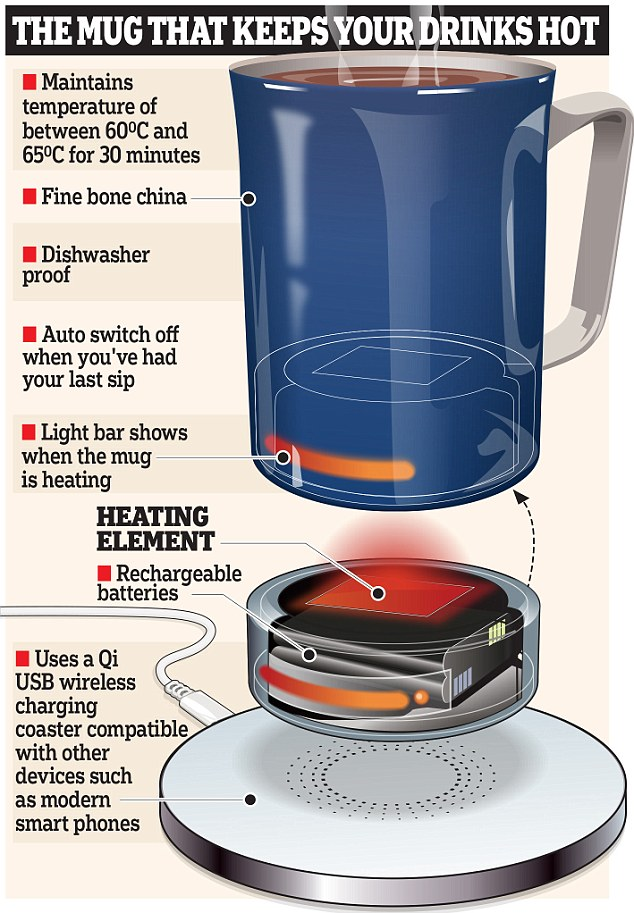 THE MUG THAT KEEPS YOUR DRINKS HOT
■ Maintains
temperature of
between 60ºC and
65ºC for 30 minutes
■ Fine bone china
■ Dishwasher
proof
■ Auto switch off
when you've had
your last sip
■ Light bar shows
when the mug
is heating
HEATING
ELEMENT
■ Rechargeable
batteries
■ Uses a Qi
USB wireless
charging
coaster compatible
with other
devices such
as modern
smart phones